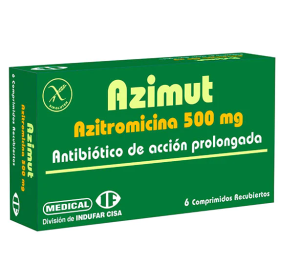 Azimut
Azitromicina 500 mg
Antibiótico de acción prolongada
6 Comprimidos Recubiertos
6 Comprimidos Recubiertos
Azimut
Azitromicina 500 mg
MEDICAL IF
División de INDUFAR CISA